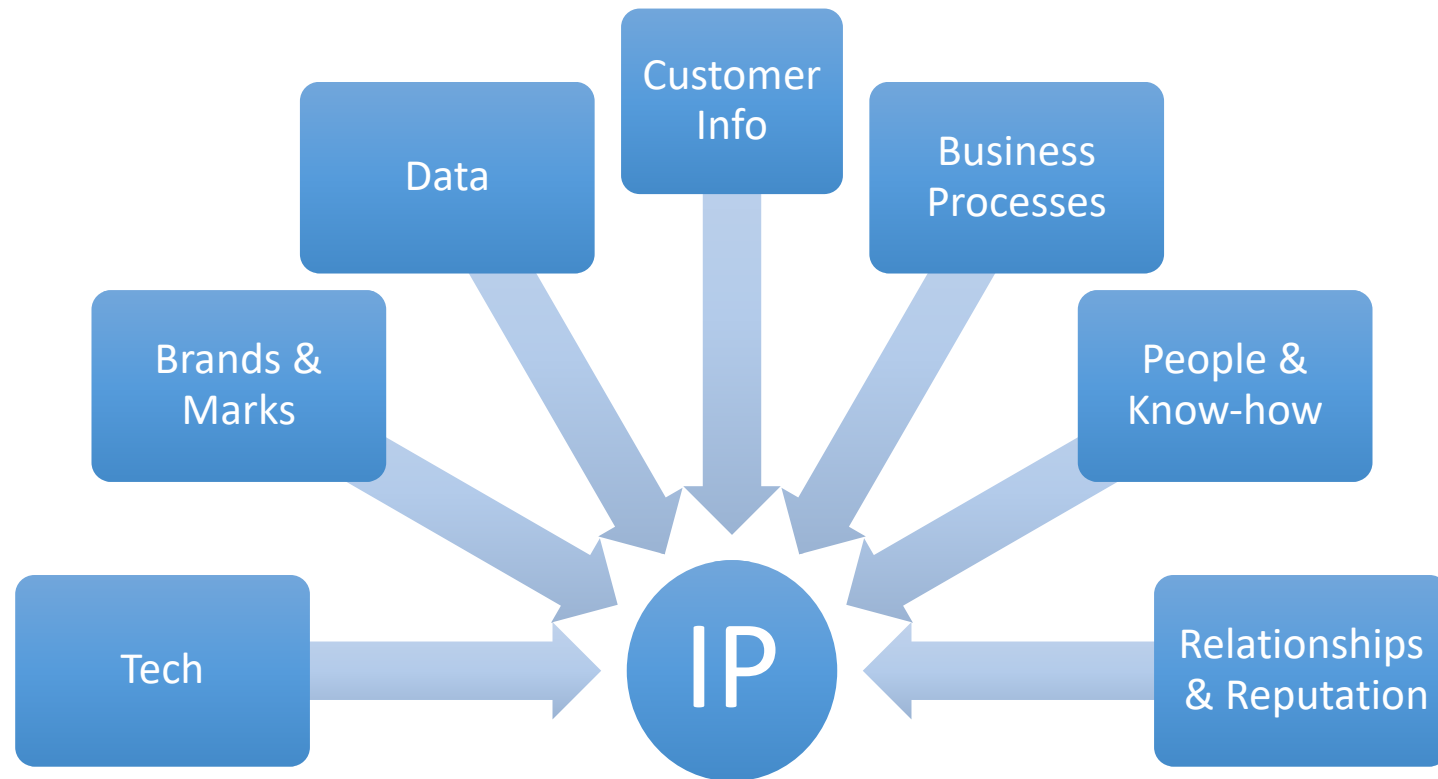 Customer
Info
Data
Business
Processes
Brands &
Marks
People &
Know-how
Tech
IP
Relationships
& Reputation